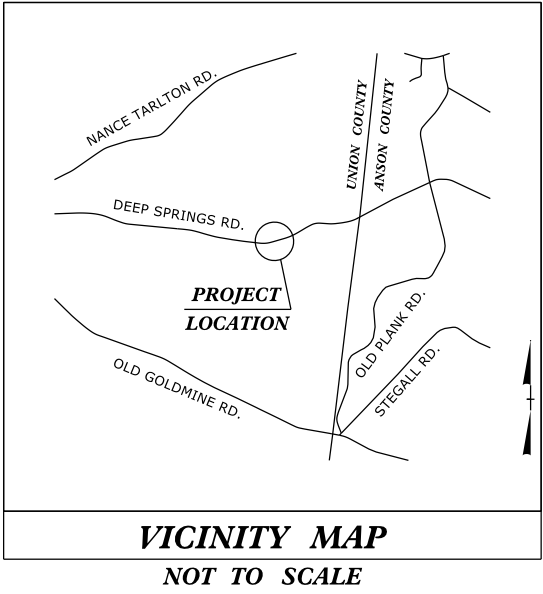 NANCE TARLTON RD.
UNION COUNTY
ANSON COUNTY
DEEP SPRINGS RD.
PROJECT
LOCATION
OLD PLANK RD.
STEGALL RD.
OLD GOLDMINE RD.
VICINITY MAP
NOT TO SCALE